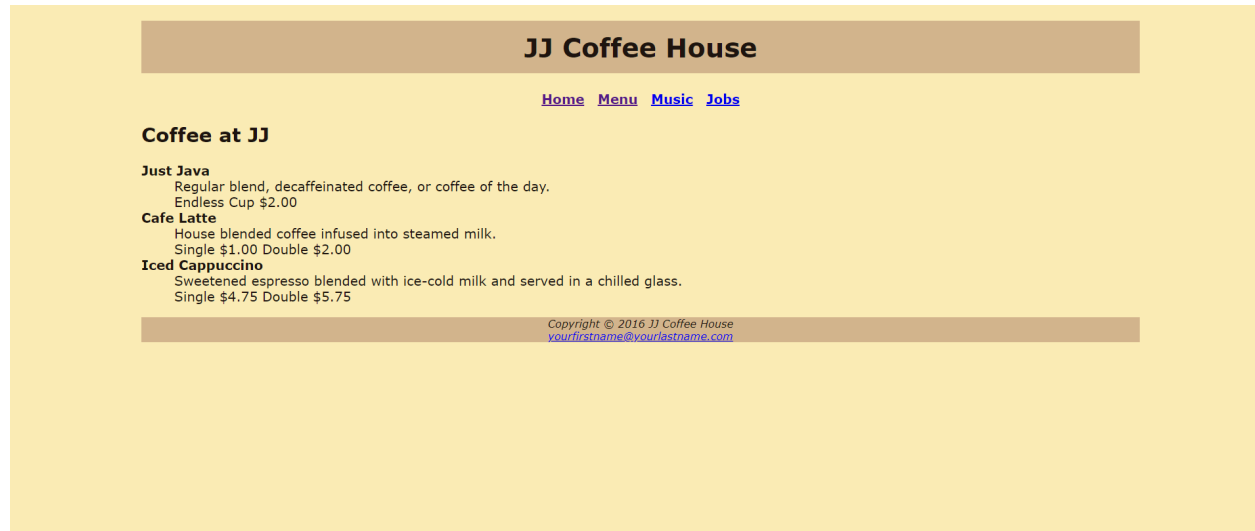 JJ Coffee House
Home Menu Music Jobs
Coffee at JJ
Just Java
Regular blend, decaffeinated coffee, or coffee of the day.
Endless Cup $2.00
Cafe Latte
House blended coffee infused into steamed milk.
Single $1.00 Double $2.00
Iced Cappuccino
Sweetened espresso blended with ice-cold milk and served in a chilled glass.
Single $4.75 Double $5.75
Copyright © 2016 JJ Coffee House
yourfirstname@yourlastname.com